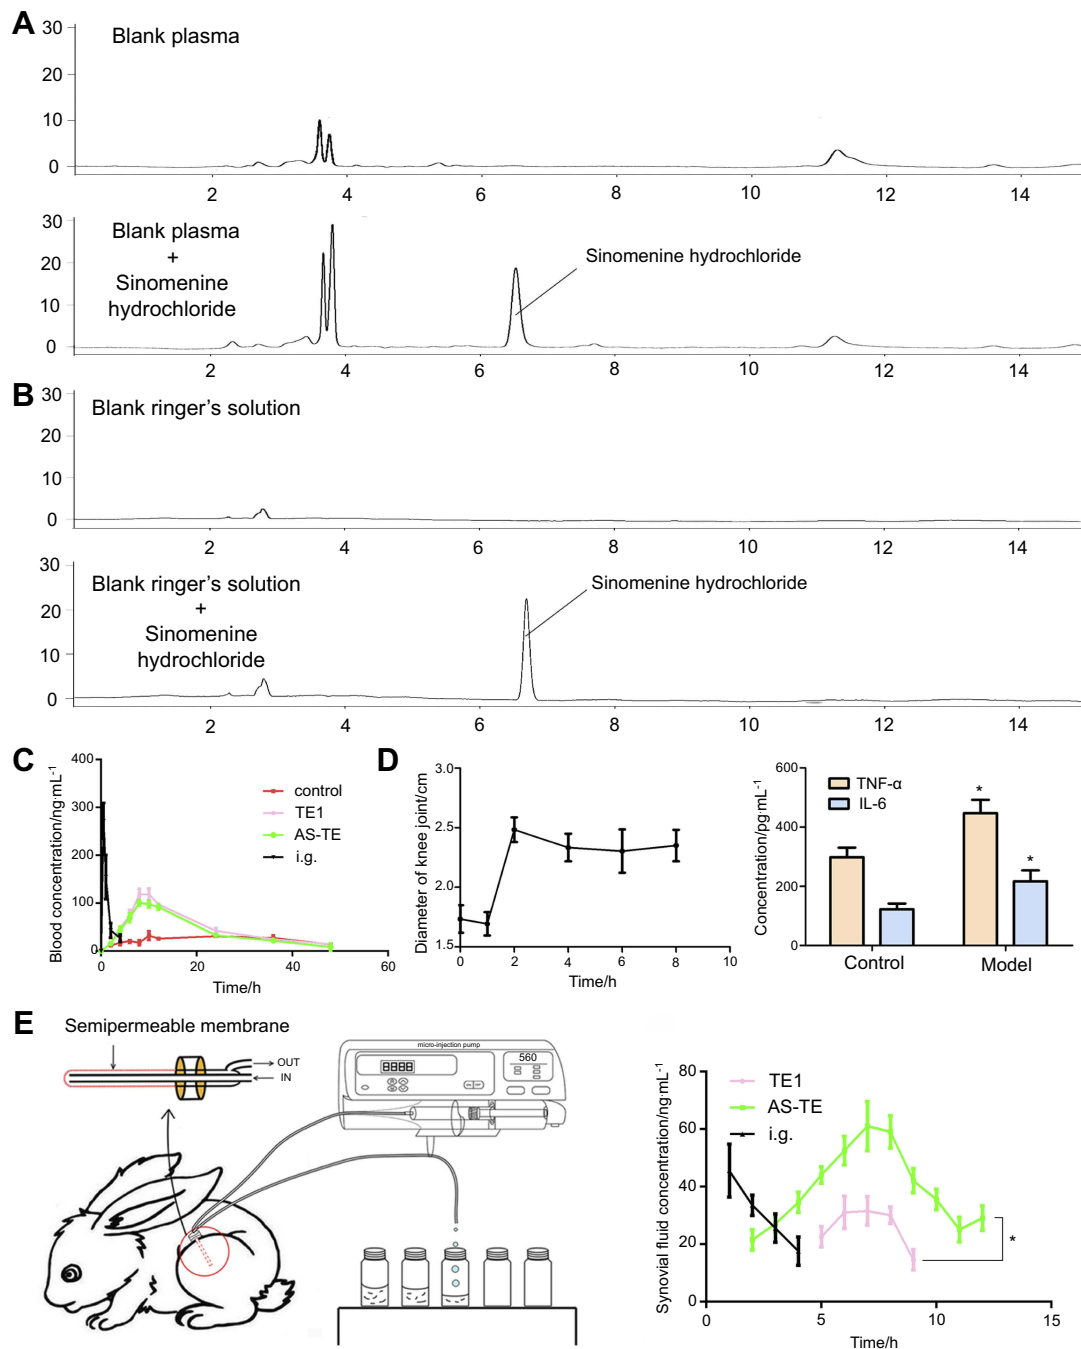 A
Blank plasma
30
20
10
0
2 4 6 8 10 12 14
Blank plasma
+
Sinomenine
hydrochloride
Sinomenine hydrochloride
30
20
10
0
2 4 6 8 10 12 14
B
Blank ringer's solution
30
20
10
0
2 4 6 8 10 12 14
Blank ringer's solution
+
Sinomenine
hydrochloride
Sinomenine hydrochloride
30
20
10
0
2 4 6 8 10 12 14
C
Blood concentration/ng·mL⁻¹
400
300
200
100
0
0 20 40 60
Time/h
control
TE1
AS-TE
i.g.
D
Diameter of knee joint/cm
3.0
2.5
2.0
1.5
0 2 4 6 8 10
Time/h
Concentration/pg·mL⁻¹
600
400
200
0
TNF-α
IL-6
*
*
Control Model
E
Semipermeable membrane
OUT
IN
micro-injection pump
8888
560
Synovial fluid concentration/ng·mL⁻¹
80
60
40
20
0
0 5 10 15
Time/h
TE1
AS-TE
i.g.
*